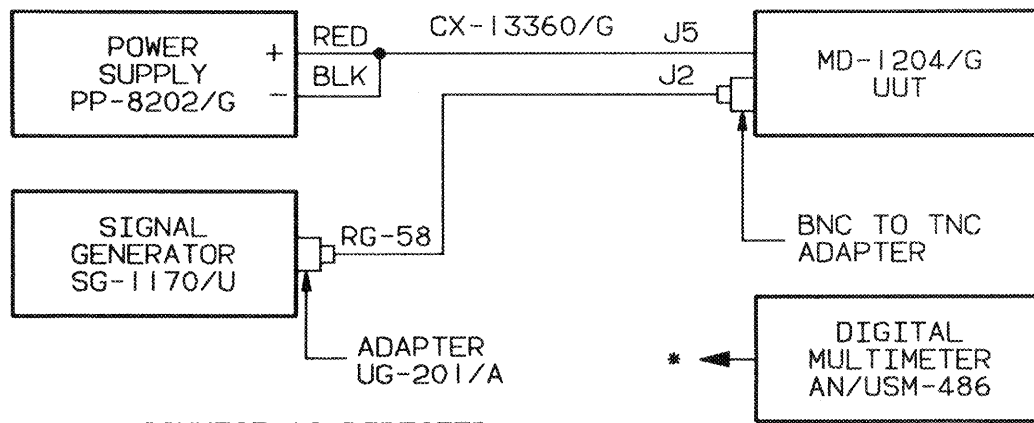 POWER
SUPPLY
PP-8202/G
+
−
RED
BLK
CX-13360/G
J5
J2
MD-1204/G
UUT
SIGNAL
GENERATOR
SG-1170/U
RG-58
BNC TO TNC
ADAPTER
ADAPTER
UG-201/A
*
DIGITAL
MULTIMETER
AN/USM-486